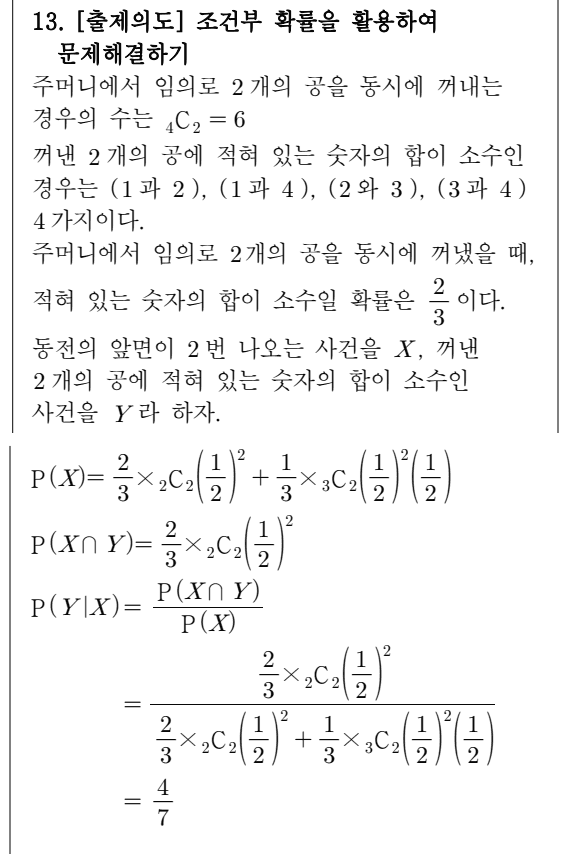 13. [출제의도] 조건부 확률을 활용하여
문제해결하기
주머니에서 임의로 2개의 공을 동시에 꺼내는
경우의 수는 ₄C₂ = 6
꺼낸 2개의 공에 적혀 있는 숫자의 합이 소수인
경우는 (1과 2), (1과 4), (2와 3), (3과 4)
4가지이다.
주머니에서 임의로 2개의 공을 동시에 꺼냈을 때,
적혀 있는 숫자의 합이 소수일 확률은 2/3 이다.
동전의 앞면이 2번 나오는 사건을 X, 꺼낸
2개의 공에 적혀 있는 숫자의 합이 소수인
사건을 Y라 하자.
P(X) = 2/3 × ₂C₂(1/2)² + 1/3 × ₃C₂(1/2)²(1/2)
P(X∩Y) = 2/3 × ₂C₂(1/2)²
P(Y|X) = P(X∩Y) / P(X)
= (2/3 × ₂C₂(1/2)²) / (2/3 × ₂C₂(1/2)² + 1/3 × ₃C₂(1/2)²(1/2))
= 4/7